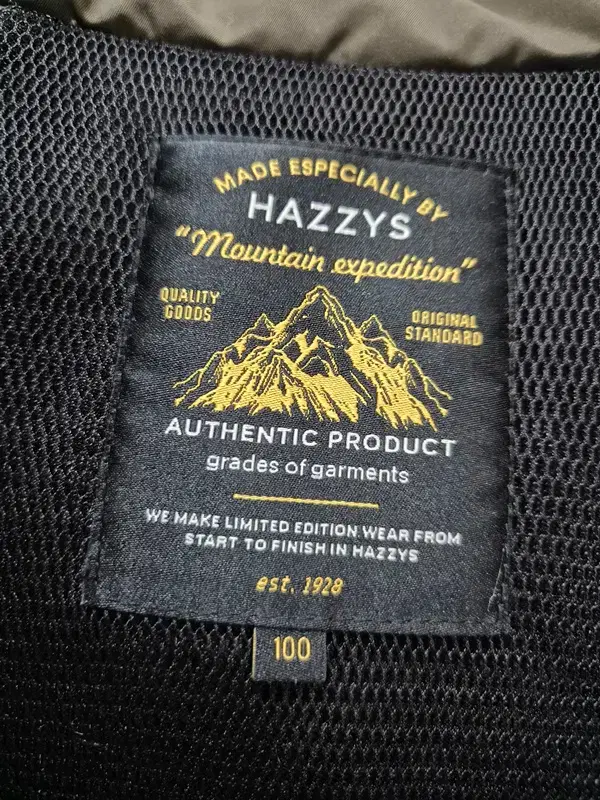 MADE ESPECIALLY BY
HAZZYS
"Mountain expedition"
QUALITY
GOODS
ORIGINAL
STANDARD
AUTHENTIC PRODUCT
grades of garments
WE MAKE LIMITED EDITION WEAR FROM
START TO FINISH IN HAZZYS
est. 1928
100